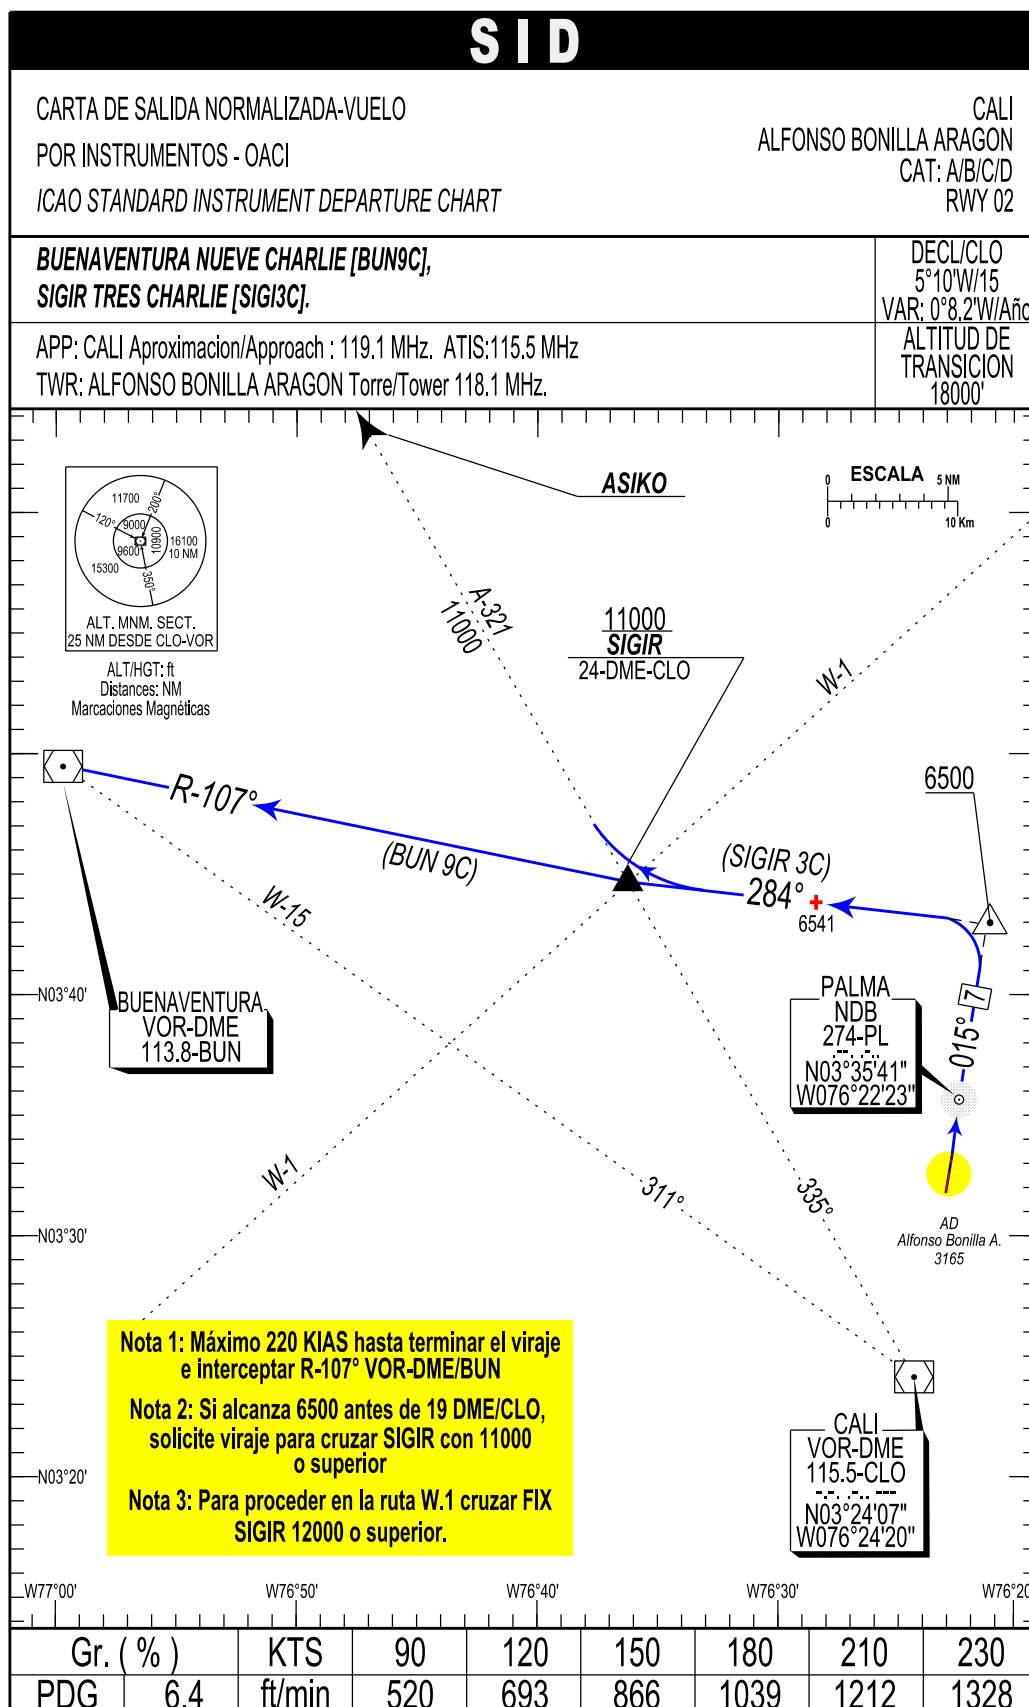 SID
CARTA DE SALIDA NORMALIZADA-VUELO
POR INSTRUMENTOS - OACI
ICAO STANDARD INSTRUMENT DEPARTURE CHART
CALI
ALFONSO BONILLA ARAGON
CAT: A/B/C/D
RWY 02
BUENAVENTURA NUEVE CHARLIE [BUN9C],
SIGIR TRES CHARLIE [SIGI3C].
DECL/CLO
5°10'W/15
VAR: 0°8.2'W/Año
APP: CALI Aproximacion/Approach : 119.1 MHz. ATIS:115.5 MHz
TWR: ALFONSO BONILLA ARAGON Torre/Tower 118.1 MHz.
ALTITUD DE
TRANSICION
18000'
ASIKO
0 ESCALA 5 NM
0 10 Km
11700
200°
120°
9000
10900
16100
10 NM
9600
15300
350°
ALT. MNM. SECT.
25 NM DESDE CLO-VOR
ALT/HGT: ft
Distances: NM
Marcaciones Magnéticas
A-321
11000
11000
SIGIR
24-DME-CLO
W-1
6500
R-107°
(BUN 9C)
(SIGIR 3C)
284°
6541
W-15
N03°40'
BUENAVENTURA
VOR-DME
113.8-BUN
PALMA
NDB
274-PL
N03°35'41"
W076°22'23"
7
015°
W-1
311°
335°
N03°30'
AD
Alfonso Bonilla A.
3165
Nota 1: Máximo 220 KIAS hasta terminar el viraje
e interceptar R-107° VOR-DME/BUN
Nota 2: Si alcanza 6500 antes de 19 DME/CLO,
solicite viraje para cruzar SIGIR con 11000
o superior
Nota 3: Para proceder en la ruta W.1 cruzar FIX
SIGIR 12000 o superior.
N03°20'
CALI
VOR-DME
115.5-CLO
N03°24'07"
W076°24'20"
W77°00' W76°50' W76°40' W76°30' W76°20
Gr. ( % ) KTS 90 120 150 180 210 230
PDG 6.4 ft/min 520 693 866 1039 1212 1328